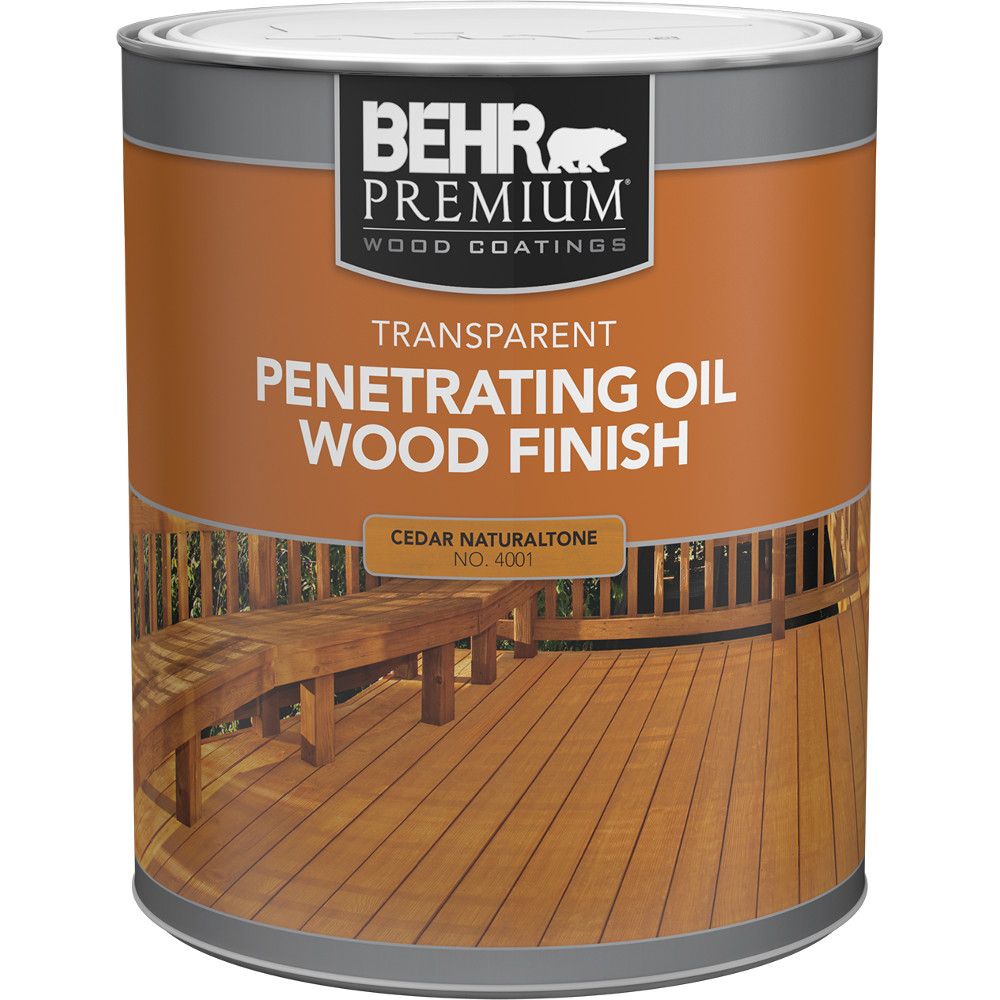 BEHR
PREMIUM®
WOOD COATINGS
TRANSPARENT
PENETRATING OIL
WOOD FINISH
CEDAR NATURALTONE
NO. 4001